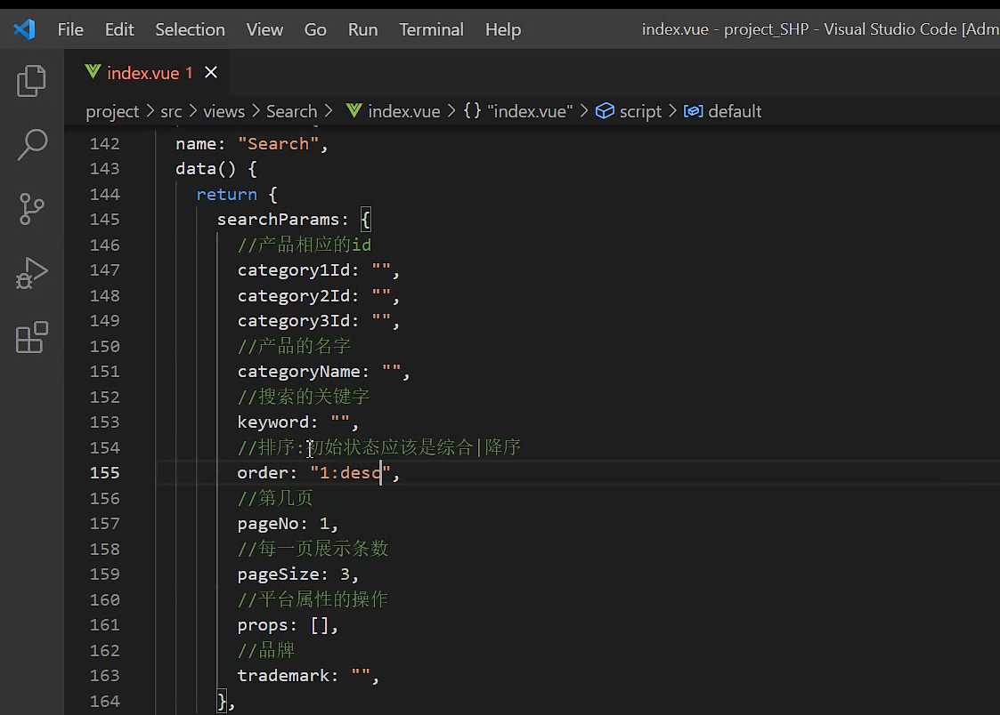 File Edit Selection View Go Run Terminal Help index.vue - project_SHP - Visual Studio Code [Adm
index.vue 1
project > src > views > Search > index.vue > {} "index.vue" > script > default
142 name: "Search",
143 data() {
144 return {
145 searchParams: {
146 //产品相应的id
147 category1Id: "",
148 category2Id: "",
149 category3Id: "",
150 //产品的名字
151 categoryName: "",
152 //搜索的关键字
153 keyword: "",
154 //排序:初始状态应该是综合|降序
155 order: "1:desc",
156 //第几页
157 pageNo: 1,
158 //每一页展示条数
159 pageSize: 3,
160 //平台属性的操作
161 props: [],
162 //品牌
163 trademark: "",
164 },